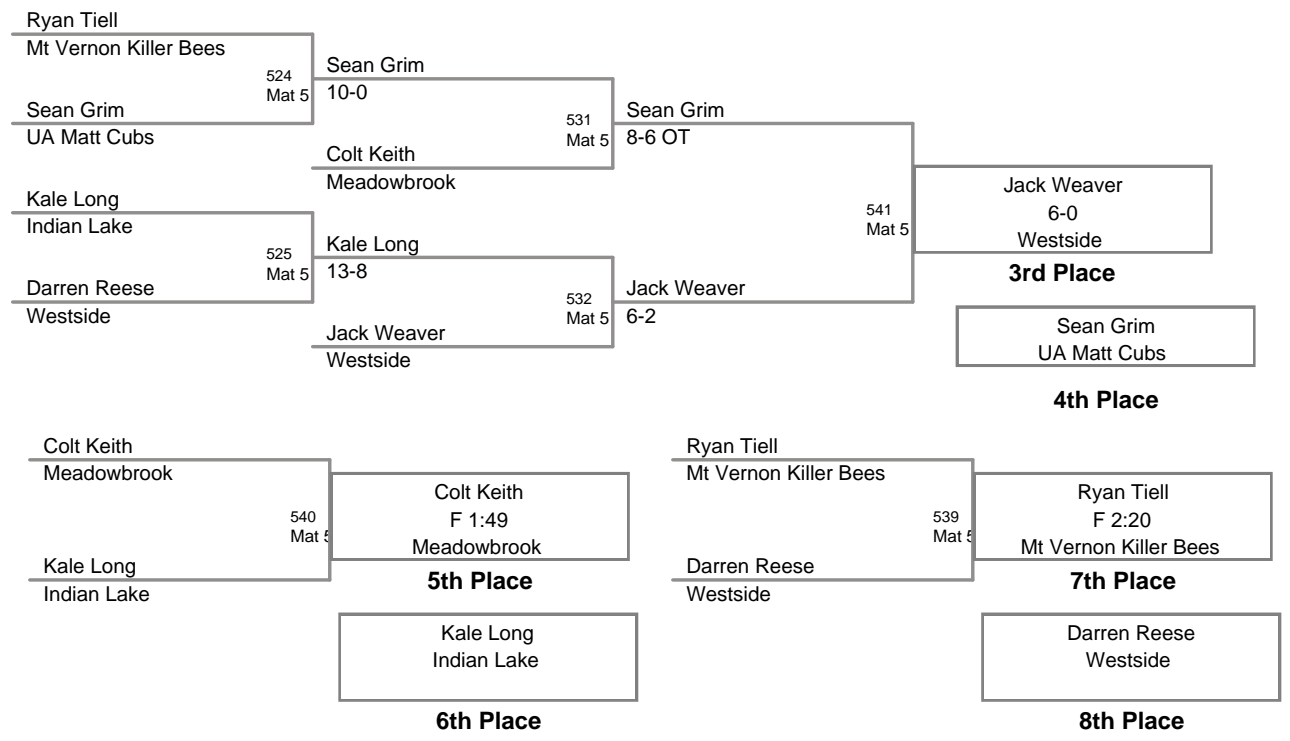 Ryan Tiell
Mt Vernon Killer Bees
524
Mat 5
Sean Grim
UA Matt Cubs
Sean Grim
10-0
531
Mat 5
Colt Keith
Meadowbrook
Sean Grim
8-6 OT
Kale Long
Indian Lake
525
Mat 5
Darren Reese
Westside
Kale Long
13-8
532
Mat 5
Jack Weaver
Westside
Jack Weaver
6-2
541
Mat 5
Jack Weaver
6-0
Westside
3rd Place
Sean Grim
UA Matt Cubs
4th Place
Colt Keith
Meadowbrook
540
Mat 5
Kale Long
Indian Lake
Colt Keith
F 1:49
Meadowbrook
5th Place
Kale Long
Indian Lake
6th Place
Ryan Tiell
Mt Vernon Killer Bees
539
Mat 5
Darren Reese
Westside
Ryan Tiell
F 2:20
Mt Vernon Killer Bees
7th Place
Darren Reese
Westside
8th Place